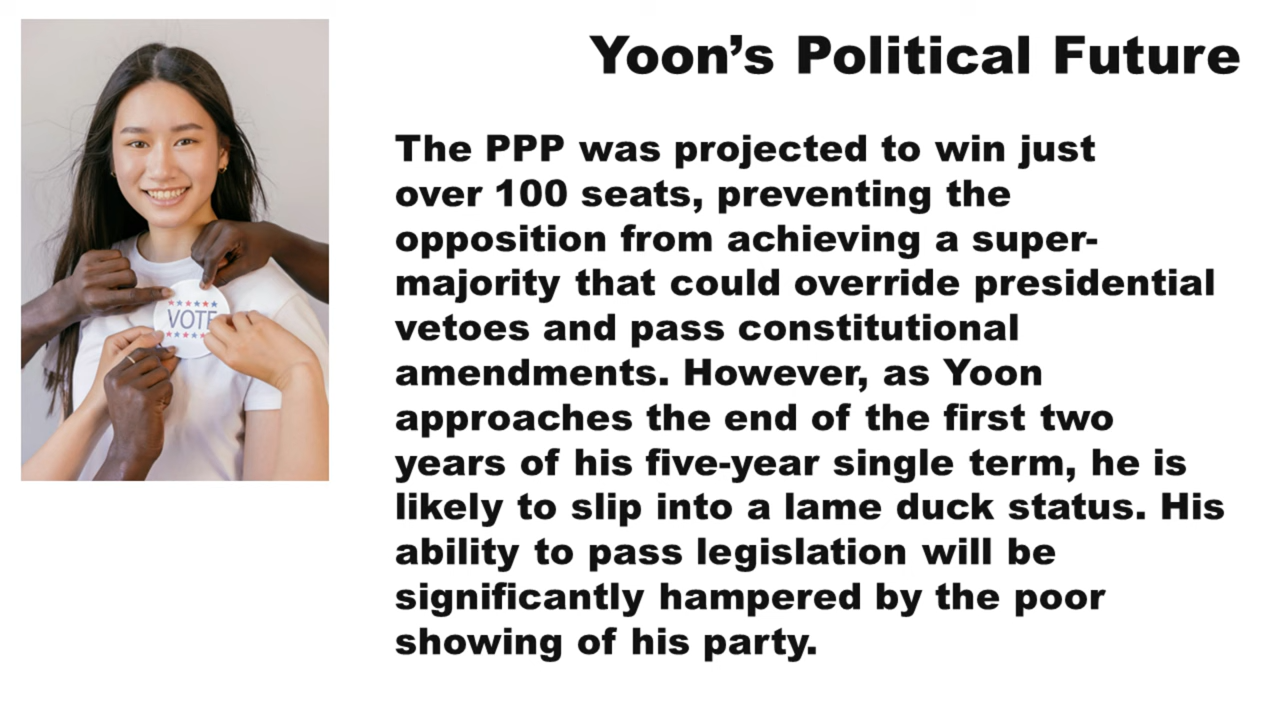 Yoon’s Political Future
The PPP was projected to win just
over 100 seats, preventing the
opposition from achieving a super-
majority that could override presidential
vetoes and pass constitutional
amendments. However, as Yoon
approaches the end of the first two
years of his five-year single term, he is
likely to slip into a lame duck status. His
ability to pass legislation will be
significantly hampered by the poor
showing of his party.
VOTE